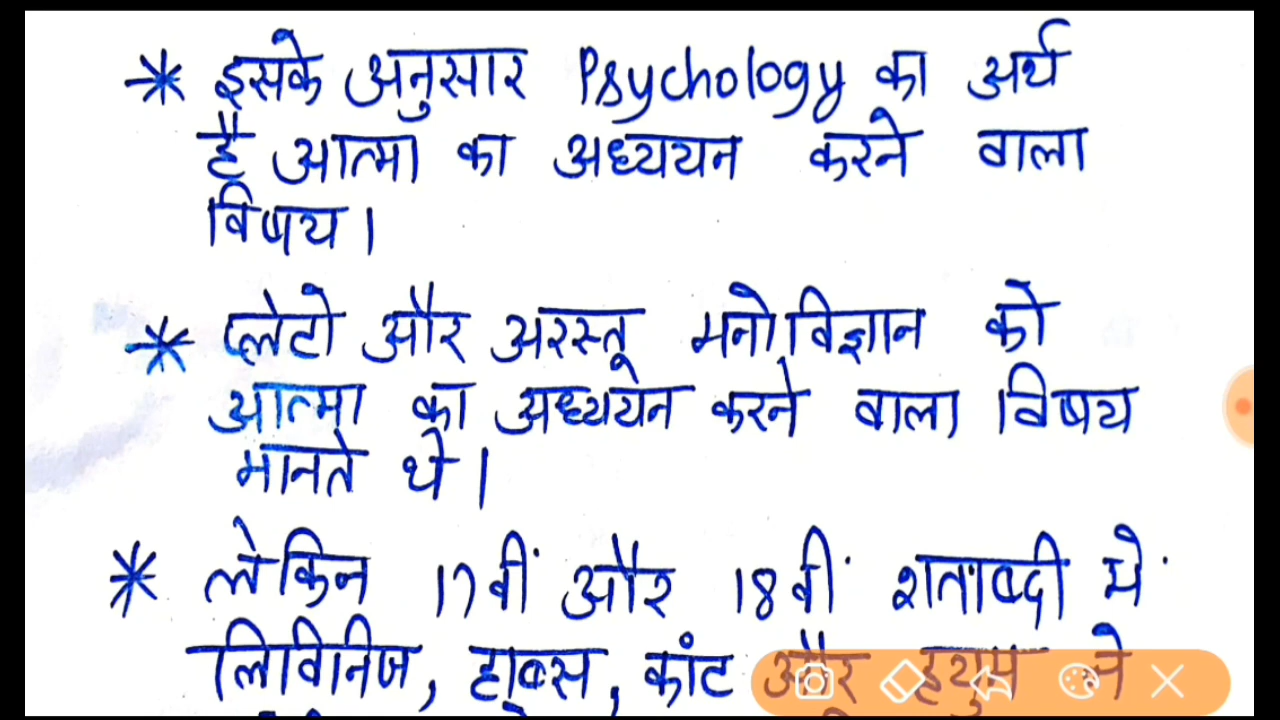 * इसके अनुसार Psychology का अर्थ
है आत्मा का अध्ययन करने वाला
विषय।
* प्लेटो और अरस्तू मनोविज्ञान को
आत्मा का अध्ययन करने वाला विषय
मानते थे।
* लेकिन 17वीं और 18वीं शताब्दी में
लिविनिज, हाब्स, कांट और ह्युम ने